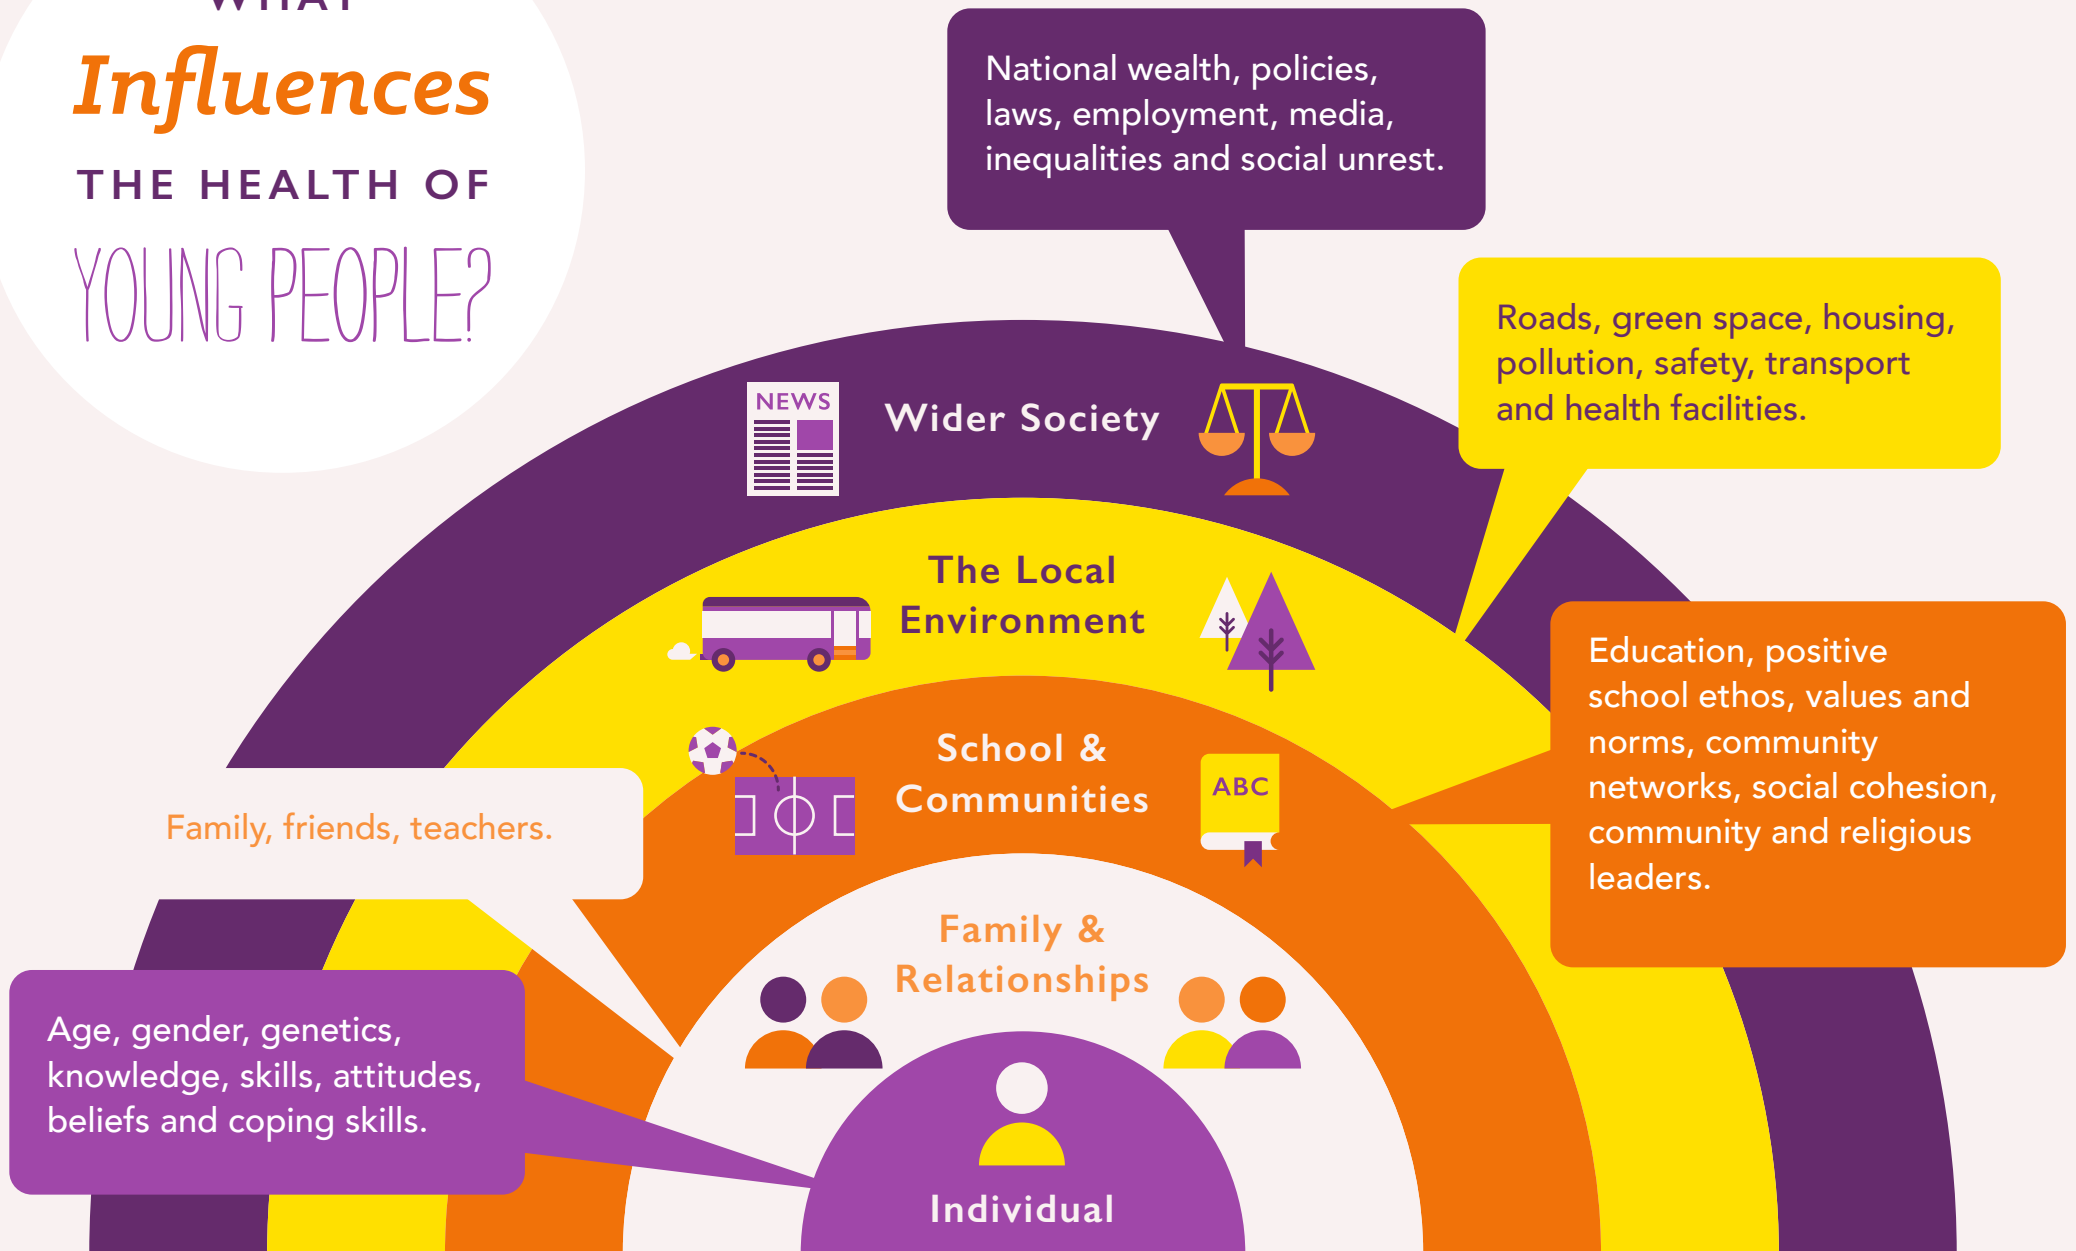 WHAT
Influences
THE HEALTH OF
YOUNG PEOPLE?
National wealth, policies,
laws, employment, media,
inequalities and social unrest.
Roads, green space, housing,
pollution, safety, transport
and health facilities.
NEWS
Wider Society
The Local
Environment
Education, positive
school ethos, values and
norms, community
networks, social cohesion,
community and religious
leaders.
School &
Communities
ABC
Family, friends, teachers.
Family &
Relationships
Age, gender, genetics,
knowledge, skills, attitudes,
beliefs and coping skills.
Individual